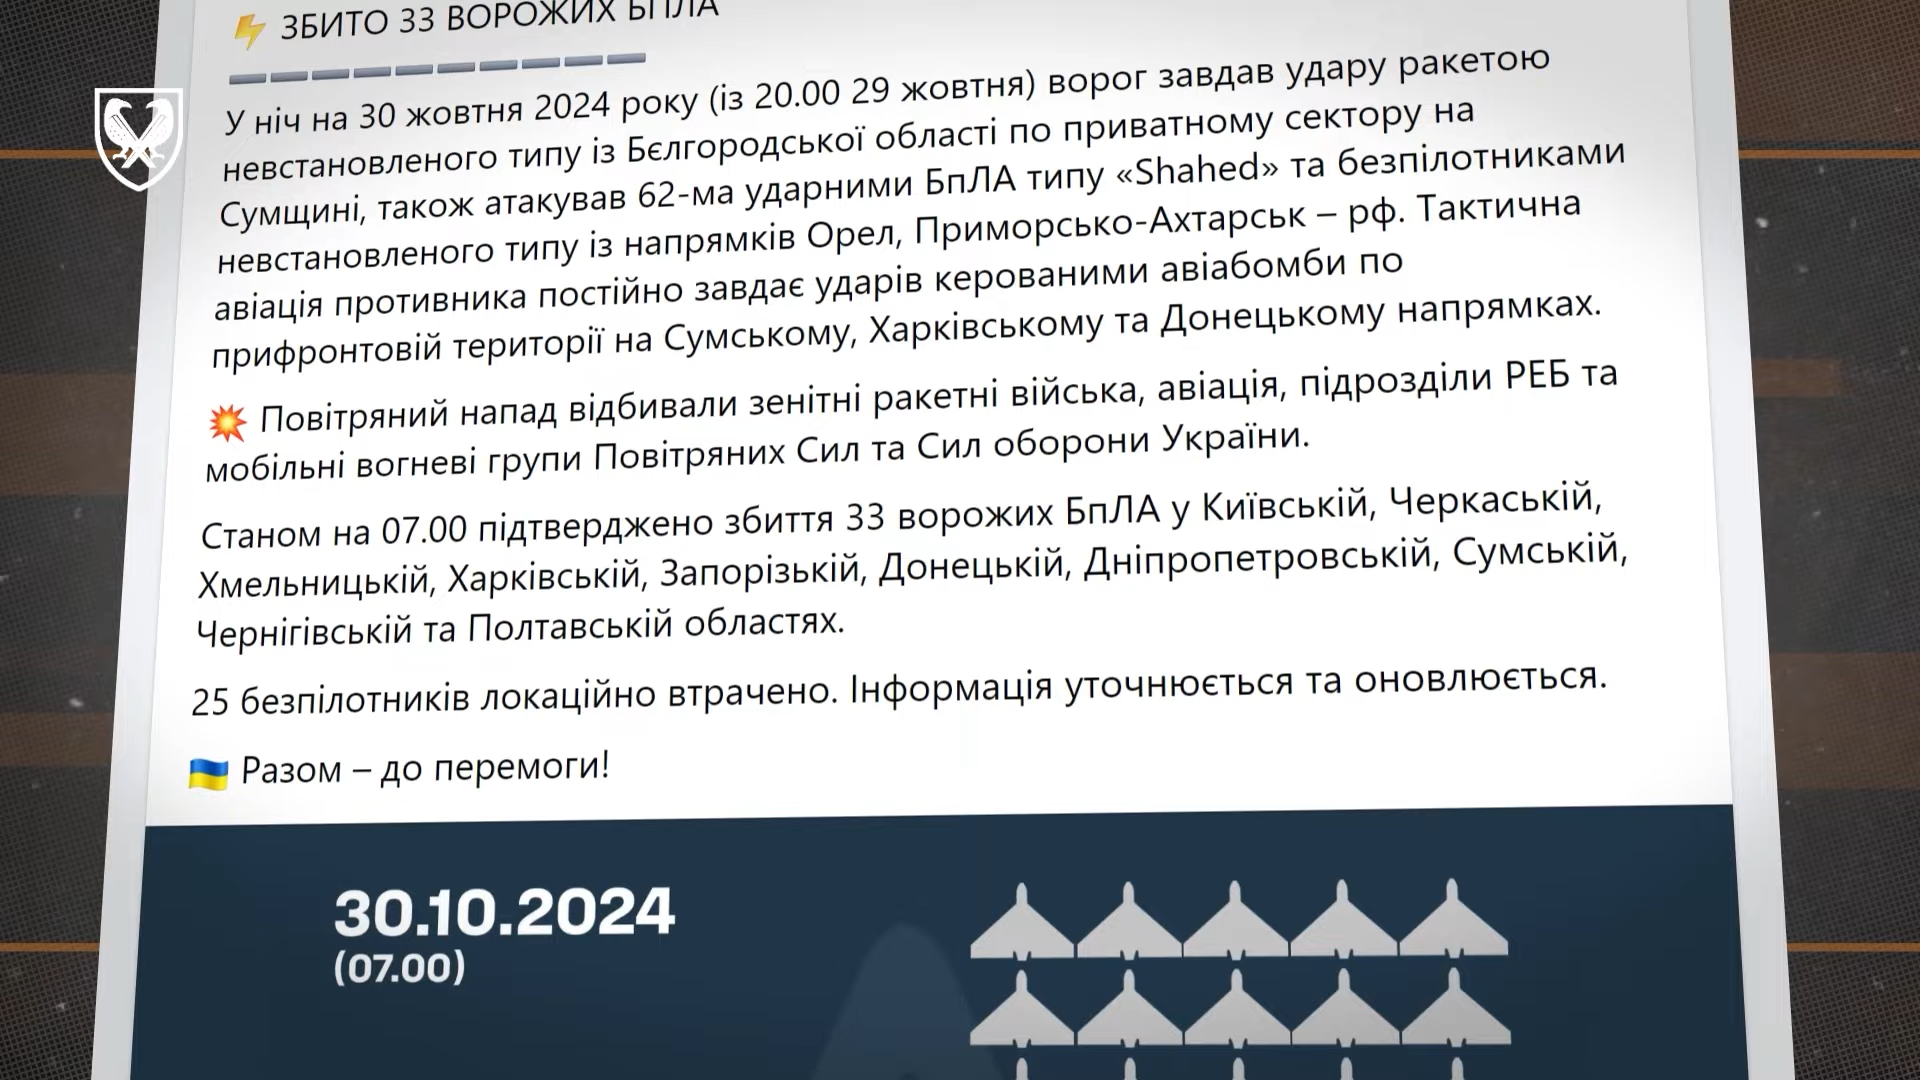 ЗБИТО 33 ВОРОЖИХ БПЛА
У ніч на 30 жовтня 2024 року (із 20.00 29 жовтня) ворог завдав удару ракетою
невстановленого типу із Бєлгородської області по приватному сектору на
Сумщині, також атакував 62-ма ударними БпЛА типу «Shahed» та безпілотниками
невстановленого типу із напрямків Орел, Приморсько-Ахтарськ – рф. Тактична
авіація противника постійно завдає ударів керованими авіабомби по
прифронтовій території на Сумському, Харківському та Донецькому напрямках.
💥 Повітряний напад відбивали зенітні ракетні війська, авіація, підрозділи РЕБ та
мобільні вогневі групи Повітряних Сил та Сил оборони України.
Станом на 07.00 підтверджено збиття 33 ворожих БпЛА у Київській, Черкаській,
Хмельницькій, Харківській, Запорізькій, Донецькій, Дніпропетровській, Сумській,
Чернігівській та Полтавській областях.
25 безпілотників локаційно втрачено. Інформація уточнюється та оновлюється.
🇺🇦 Разом – до перемоги!
30.10.2024
(07.00)